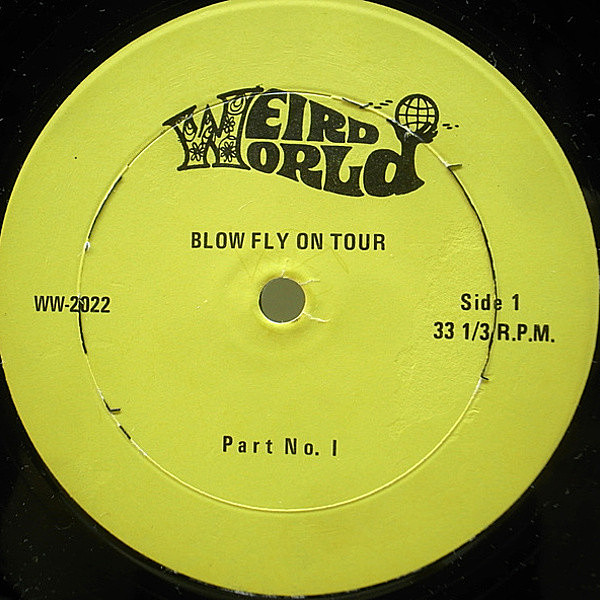 WEIRD
WORLD
BLOW FLY ON TOUR
WW-2022
Side 1
33 1/3 R.P.M.
Part No. I